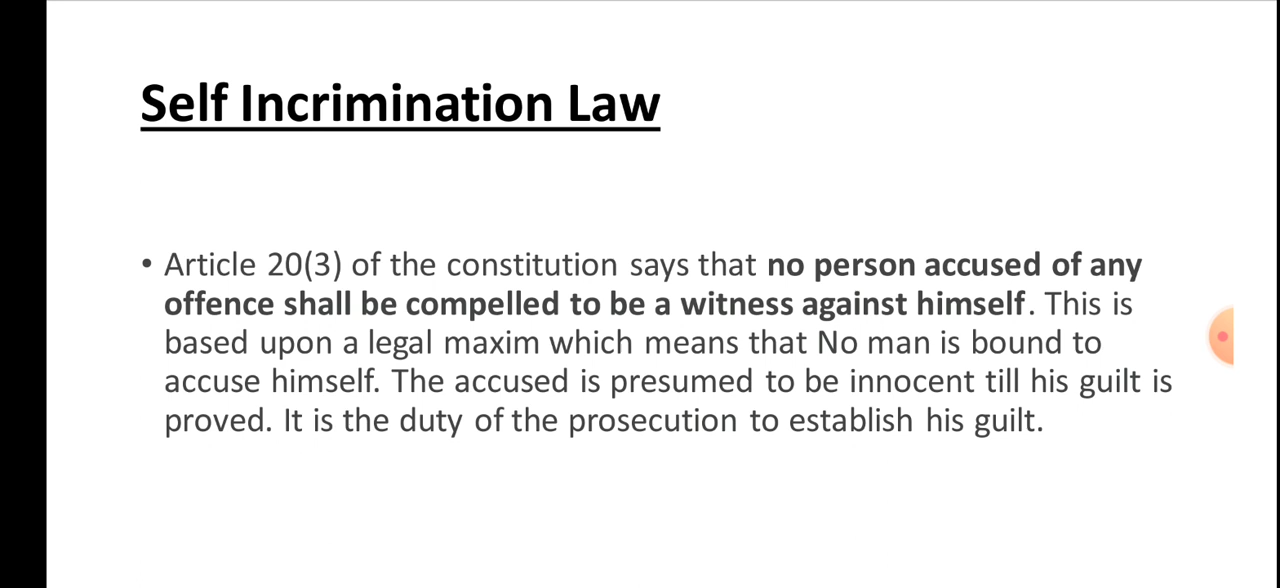 Self Incrimination Law
• Article 20(3) of the constitution says that no person accused of any
offence shall be compelled to be a witness against himself. This is
based upon a legal maxim which means that No man is bound to
accuse himself. The accused is presumed to be innocent till his guilt is
proved. It is the duty of the prosecution to establish his guilt.